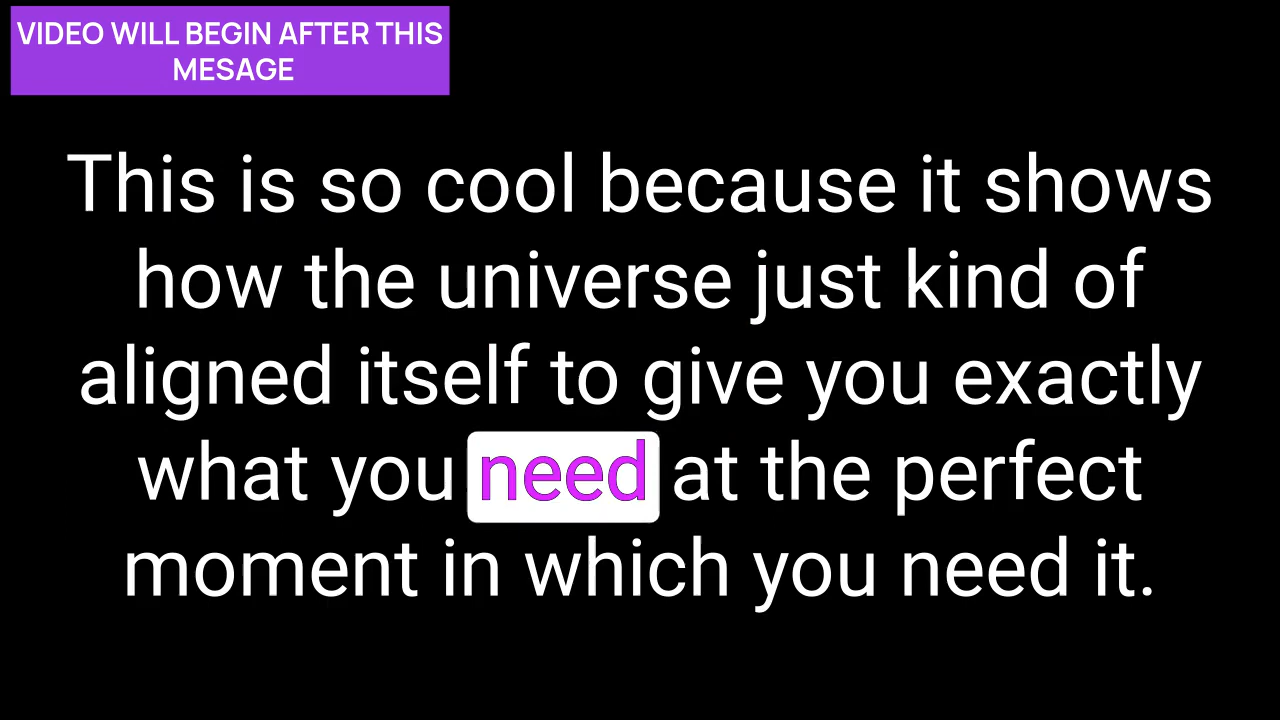 VIDEO WILL BEGIN AFTER THIS
MESAGE
This is so cool because it shows
how the universe just kind of
aligned itself to give you exactly
what you need at the perfect
moment in which you need it.